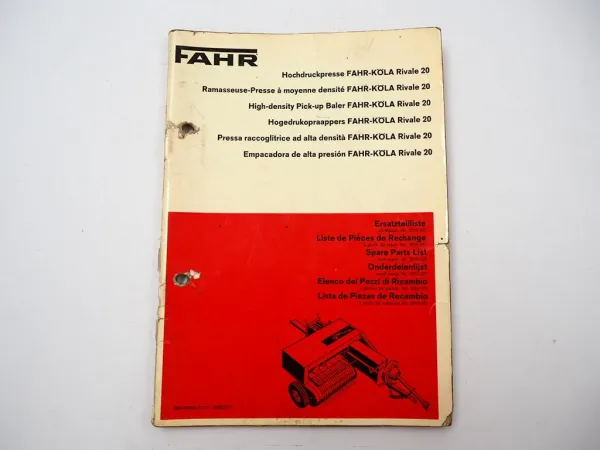 FAHR
Hochdruckpresse FAHR-KÖLA Rivale 20
Ramasseuse-Presse à moyenne densité FAHR-KÖLA Rivale 20
High-density Pick-up Baler FAHR-KÖLA Rivale 20
Hogedrukopraappers FAHR-KÖLA Rivale 20
Pressa raccoglitrice ad alta densità FAHR-KÖLA Rivale 20
Empacadora de alta presión FAHR-KÖLA Rivale 20
Ersatzteilliste
Liste de Pièces de Rechange
Spare Parts List
Onderdelenlijst
Elenco dei Pezzi di Ricambio
Lista de Piezas de Recambio